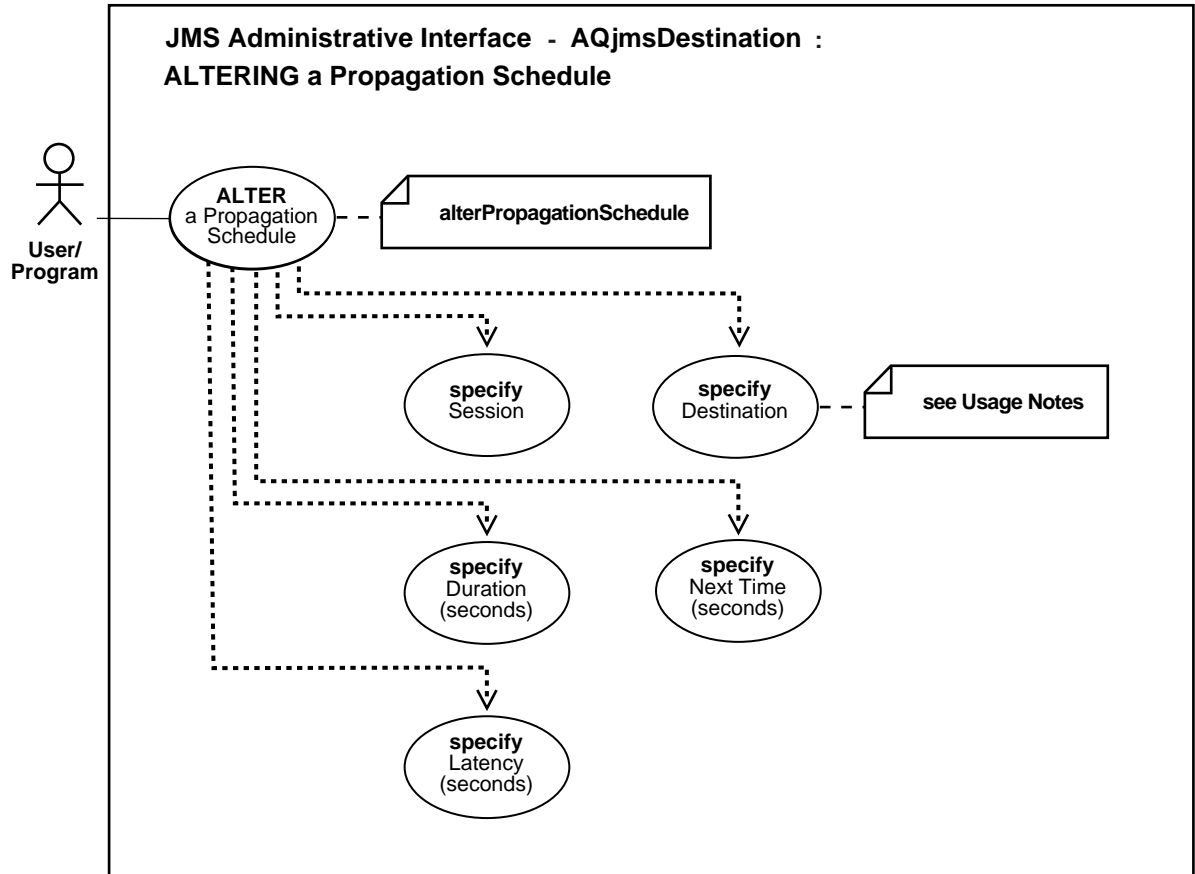 JMS Administrative Interface - AQjmsDestination :
ALTERING a Propagation Schedule
User/
Program
ALTER
a Propagation
Schedule
alterPropagationSchedule
specify
Session
specify
Destination
see Usage Notes
specify
Duration
(seconds)
specify
Next Time
(seconds)
specify
Latency
(seconds)